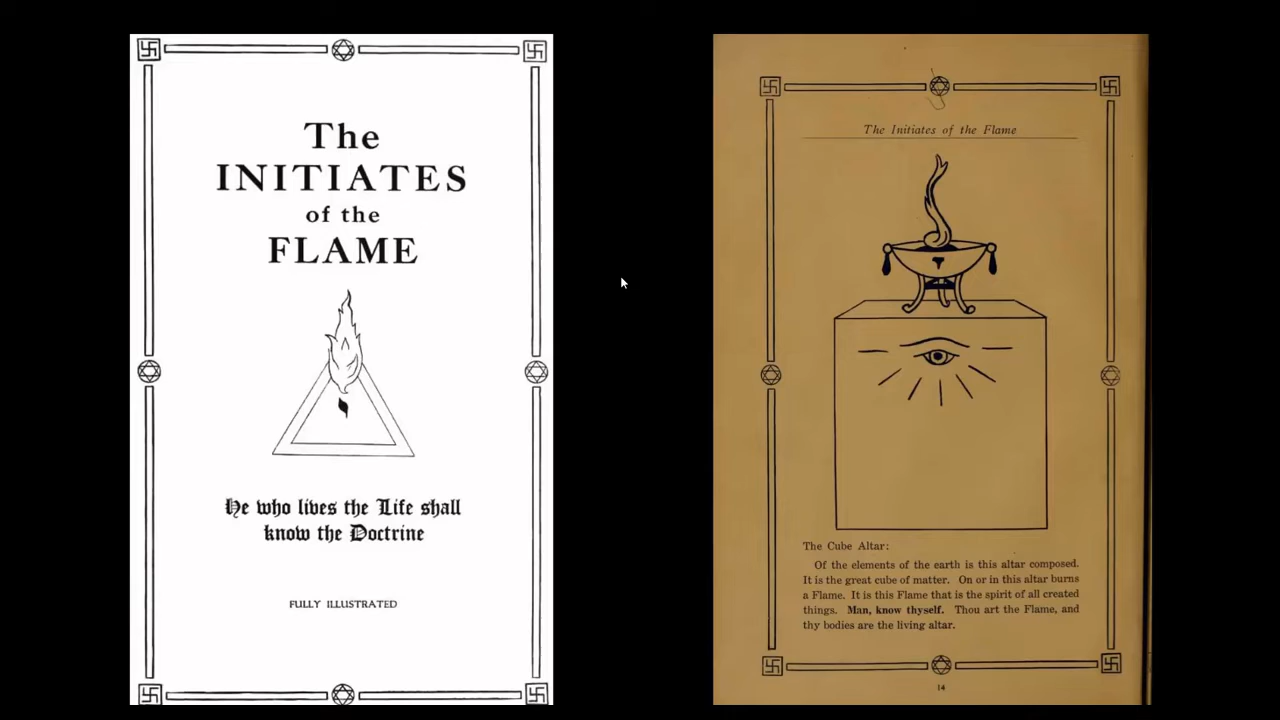 The
INITIATES
of the
FLAME
He who lives the Life shall
know the Doctrine
FULLY ILLUSTRATED
The Initiates of the Flame
The Cube Altar:
Of the elements of the earth is this altar composed.
It is the great cube of matter. On or in this altar burns
a Flame. It is this Flame that is the spirit of all created
things. Man, know thyself. Thou art the Flame, and
thy bodies are the living altar.
14